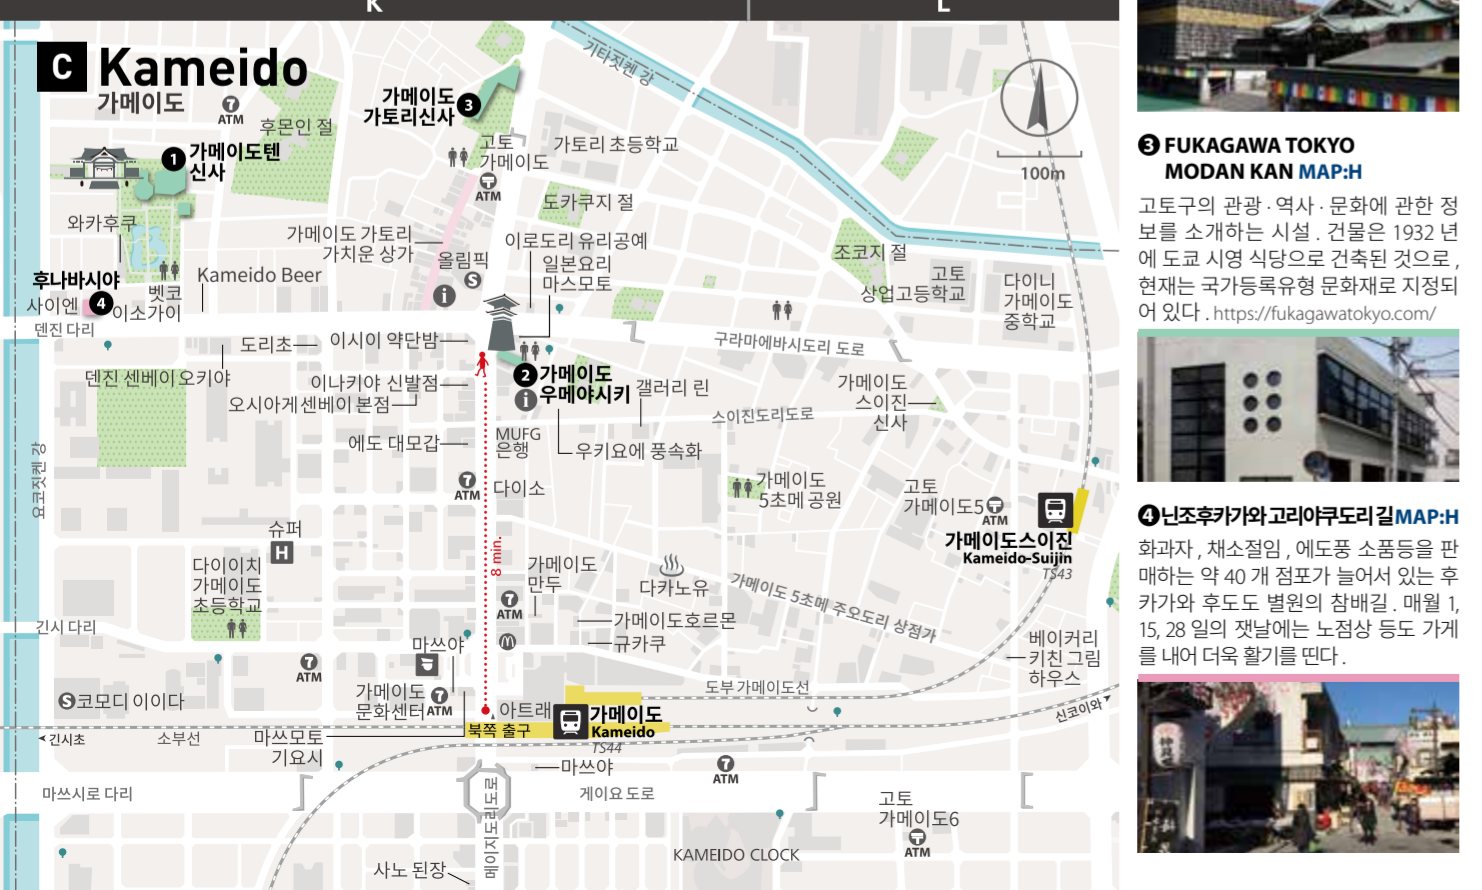 K
L
C Kameido
가메이도
7
ATM
후몬인 절
가메이도
가토리신사
3
고토
가메이도
ATM
가토리 초등학교
기타짓켄 강
100m
1
가메이도텐
신사
와카후쿠
도카쿠지 절
가메이도 가토리
가치운 상가
이로도리 유리공예
올림픽
S
i
일본요리
마스모토
조코지 절
고토
상업고등학교
다이니
가메이도
중학교
후나바시야
사이엔
4
벳코
이소가이
Kameido Beer
덴진 다리
도리초
이시이 약단밤
구라마에바시도리 도로
덴진 센베이 오키야
이나키야 신발점
오시아게센베이 본점
2
i
가메이도
우메야시키
갤러리 린
가메이도
스이진
신사
스이진도리도로
에도 대모갑
MUFG
은행
우키요에 풍속화
요코짓켄 강
7
ATM
다이소
가메이도
5초메 공원
고토
가메이도5
ATM
가메이도스이진
Kameido-Suijin
TS43
슈퍼
H
다이이치
가메이도
초등학교
8 min.
가메이도
만두
7
ATM
다카노유
가메이도 5초메 주오도리 상점가
가메이도호르몬
규카쿠
긴시 다리
마쓰야
7
ATM
베이커리
키친 그림
하우스
S 코모디 이이다
가메이도
문화센터
7
ATM
아트래
도부 가메이도선
신코이와
북쪽 출구
가메이도
Kameido
TS44
긴시초
소부선
마쓰모토
기요시
마쓰야
7
ATM
마쓰시로 다리
메이지도리도로
게이요 도로
고토
가메이도6
ATM
KAMEIDO CLOCK
사노 된장
3 FUKAGAWA TOKYO
MODAN KAN MAP:H
고토구의 관광 · 역사 · 문화에 관한 정
보를 소개하는 시설 . 건물은 1932 년
에 도쿄 시영 식당으로 건축된 것으로 ,
현재는 국가등록유형 문화재로 지정되
어 있다 . https://fukagawatokyo.com/
4 닌조후카가와 고리야쿠도리 길 MAP:H
화과자 , 채소절임 , 에도풍 소품등을 판
매하는 약 40 개 점포가 늘어서 있는 후
카가와 후도도 별원의 참배길 . 매월 1,
15, 28 일의 잿날에는 노점상 등도 가게
를 내어 더욱 활기를 띤다 .